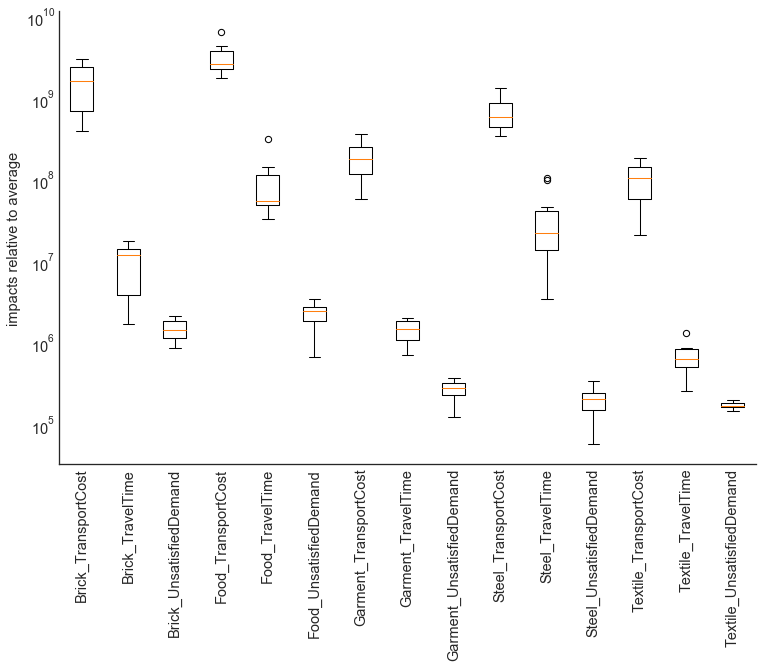 10^10
10^9
10^8
10^7
10^6
10^5
impacts relative to average
Brick_TransportCost
Brick_TravelTime
Brick_UnsatisfiedDemand
Food_TransportCost
Food_TravelTime
Food_UnsatisfiedDemand
Garment_TransportCost
Garment_TravelTime
Garment_UnsatisfiedDemand
Steel_TransportCost
Steel_TravelTime
Steel_UnsatisfiedDemand
Textile_TransportCost
Textile_TravelTime
Textile_UnsatisfiedDemand